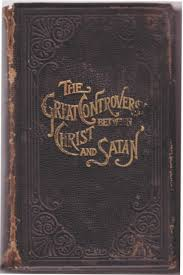 THE
GREAT CONTROVERSY
BETWEEN
CHRIST
AND SATAN